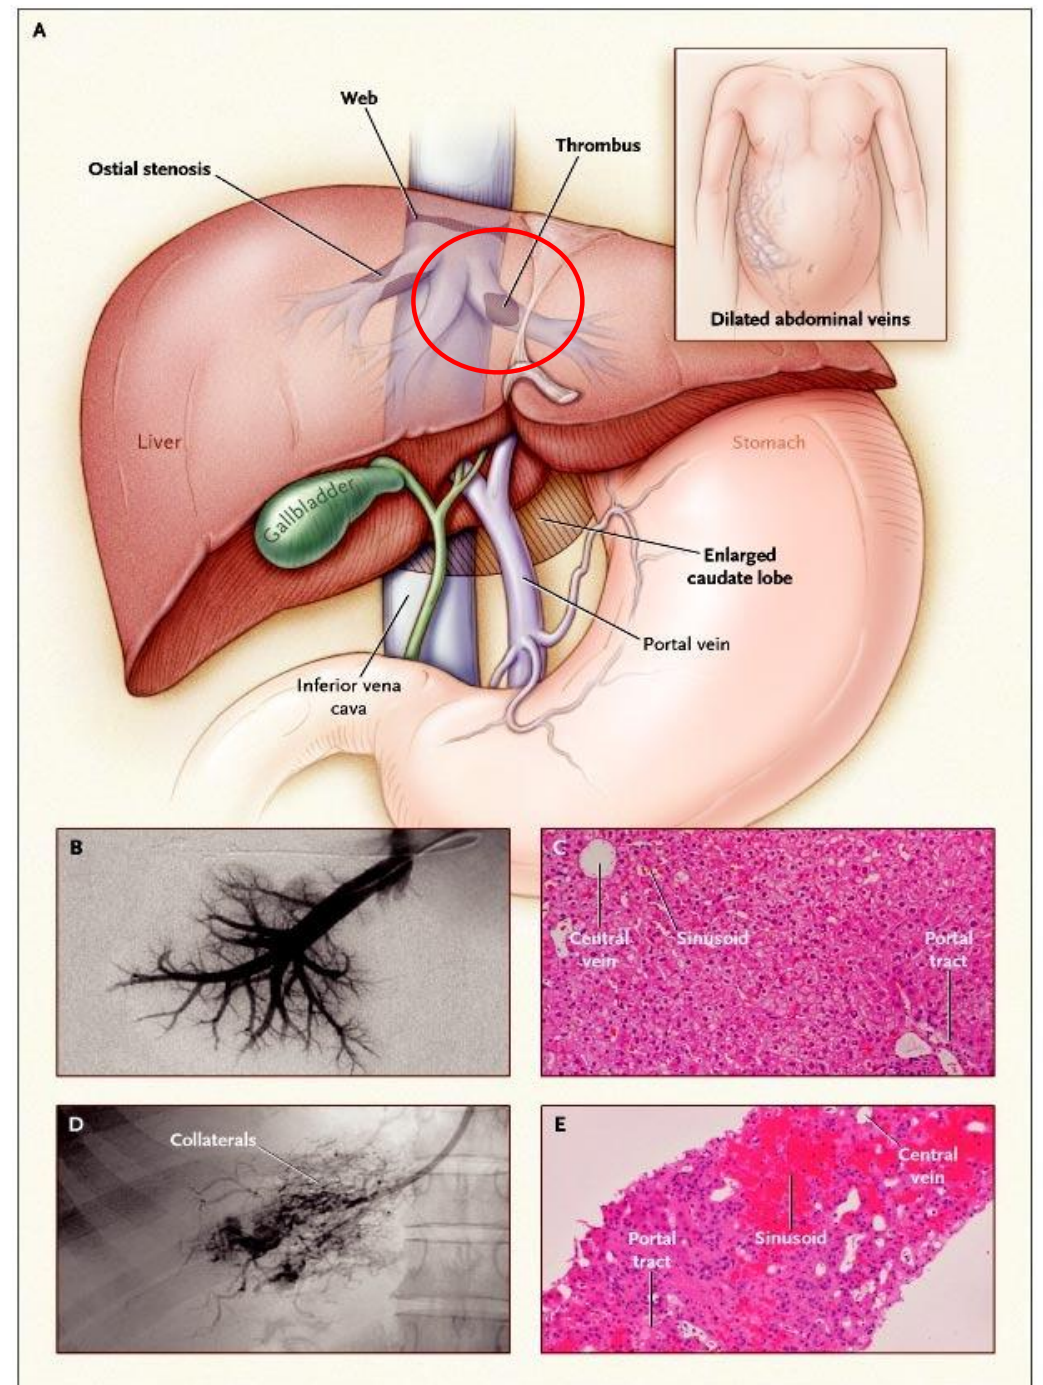 A
Web
Thrombus
Ostial stenosis
Dilated abdominal veins
Liver
Stomach
Gallbladder
Enlarged
caudate lobe
Portal vein
Inferior vena
cava
B
C
Central
vein
Sinusoid
Portal
tract
D
Collaterals
E
Central
vein
Sinusoid
Portal
tract